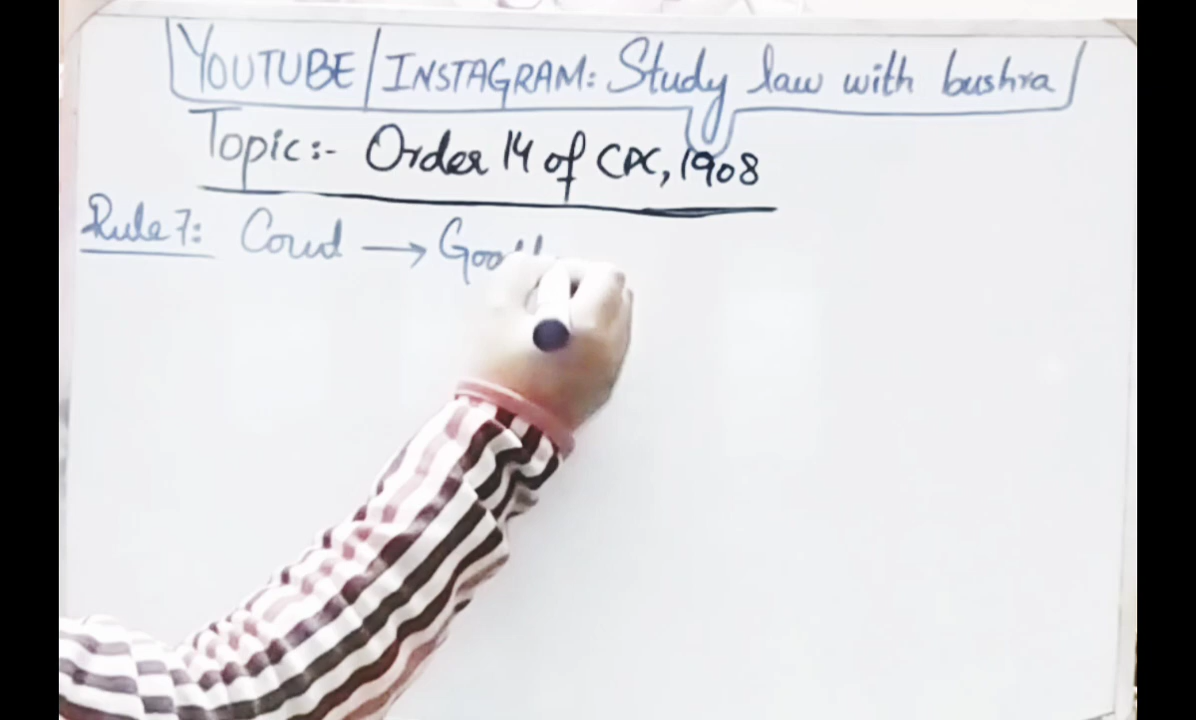 YOUTUBE/INSTAGRAM: Study law with bushra
Topic:- Order 14 of CPC, 1908
Rule 7: Court →